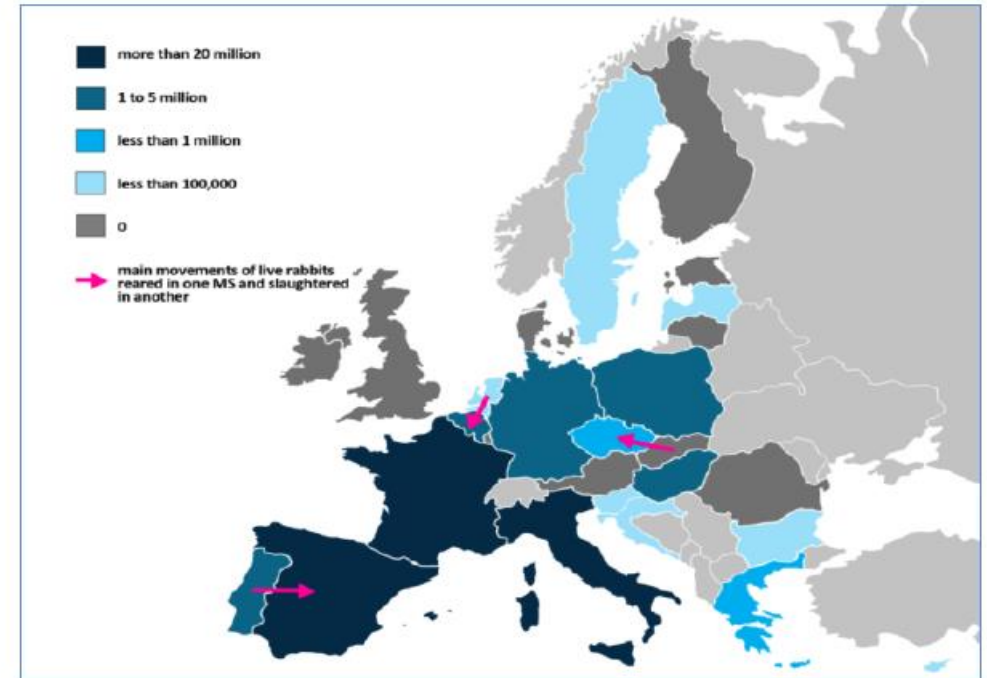 more than 20 million
1 to 5 million
less than 1 million
less than 100,000
0
main movements of live rabbits
reared in one MS and slaughtered
in another